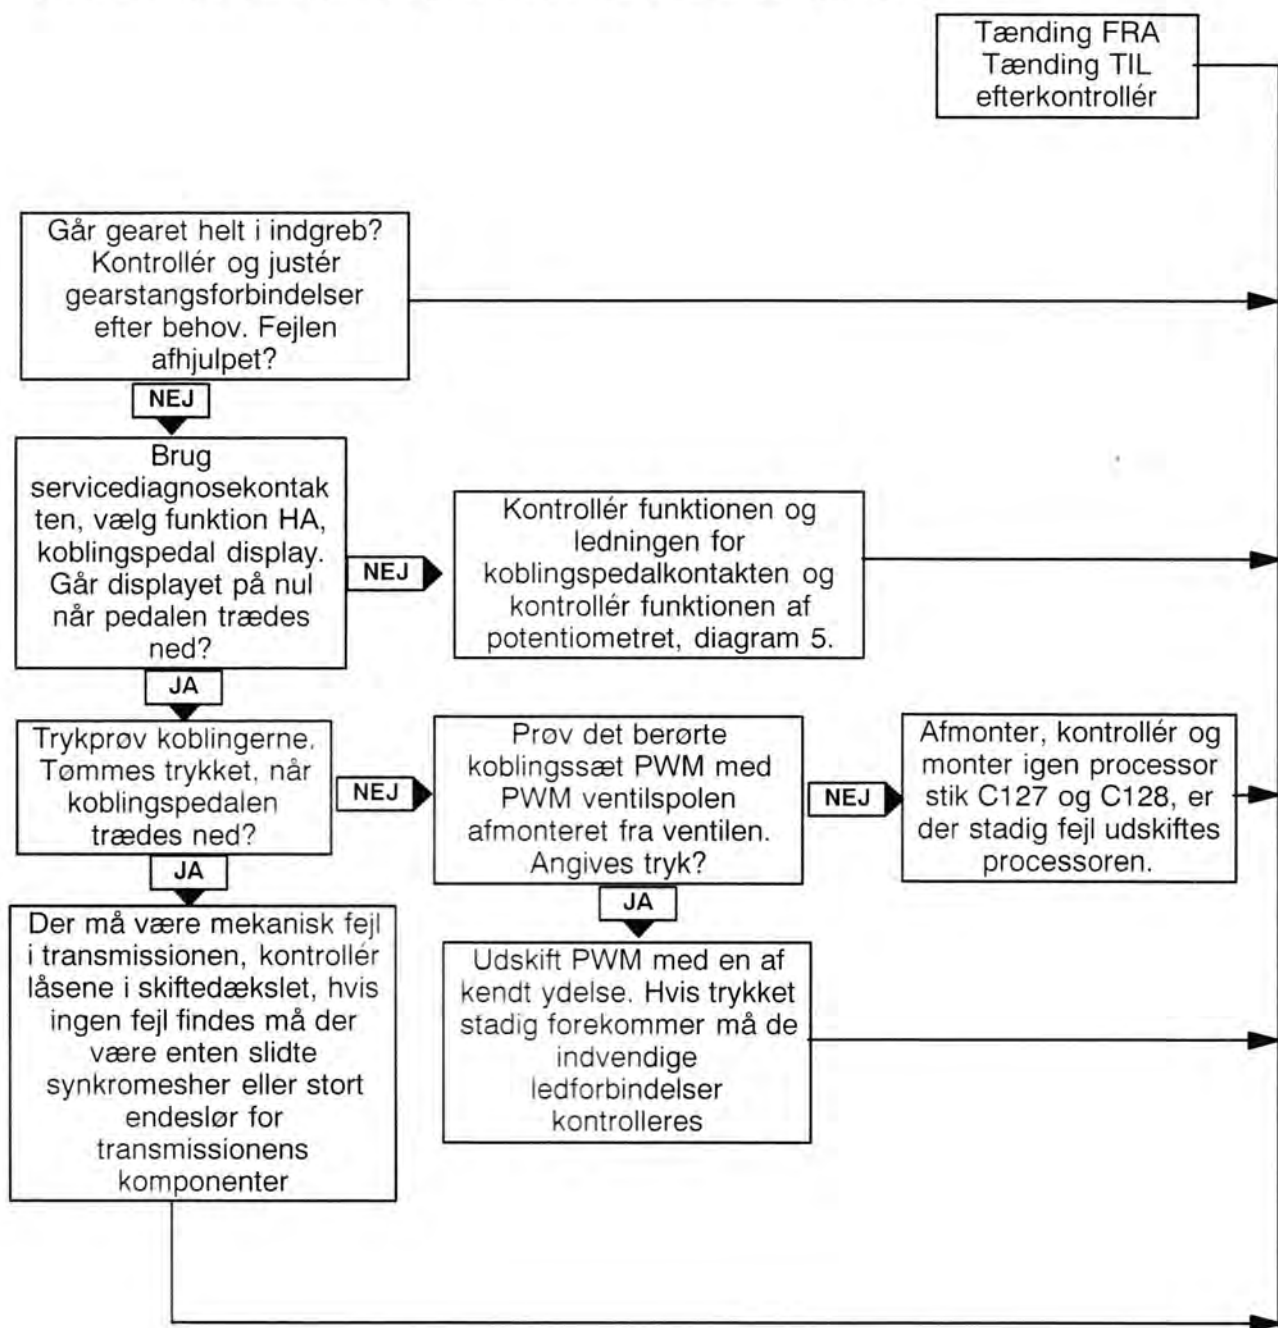 Tænding FRA
Tænding TIL
efterkontrollér
Går gearet helt i indgreb?
Kontrollér og justér
gearstangsforbindelser
efter behov. Fejlen
afhjulpet?
NEJ
Brug
servicediagnosekontak
ten, vælg funktion HA,
koblingspedal display.
Går displayet på nul
når pedalen trædes
ned?
NEJ
Kontrollér funktionen og
ledningen for
koblingspedalkontakten og
kontrollér funktionen af
potentiometret, diagram 5.
JA
Trykprøv koblingerne.
Tømmes trykket, når
koblingspedalen
trædes ned?
NEJ
Prøv det berørte
koblingssæt PWM med
PWM ventilspolen
afmonteret fra ventilen.
Angives tryk?
NEJ
Afmonter, kontrollér og
monter igen processor
stik C127 og C128, er
der stadig fejl udskiftes
processoren.
JA
Der må være mekanisk fejl
i transmissionen, kontrollér
låsene i skiftedækslet, hvis
ingen fejl findes må der
være enten slidte
synkromesher eller stort
endeslør for
transmissionens
komponenter
JA
Udskift PWM med en af
kendt ydelse. Hvis trykket
stadig forekommer må de
indvendige
ledforbindelser
kontrolleres